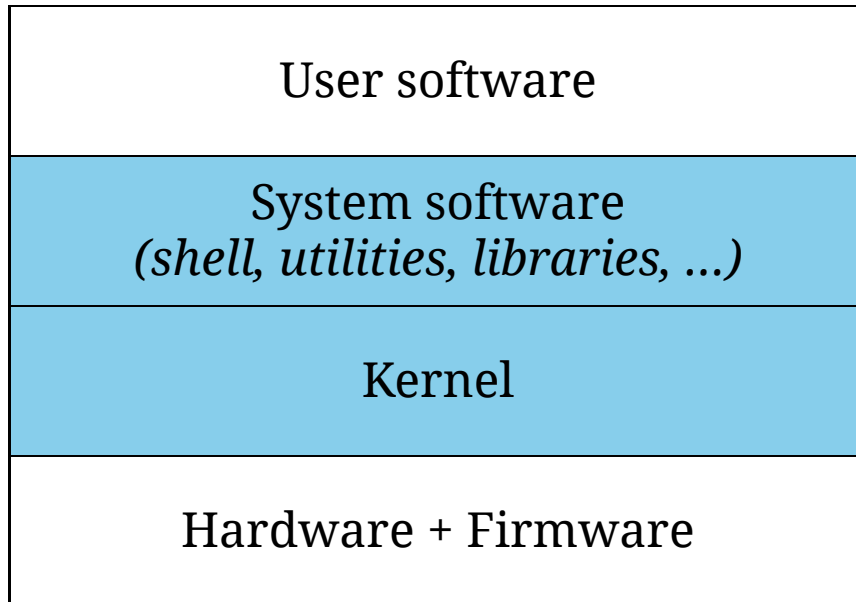 User software
System software
(shell, utilities, libraries, …)
Kernel
Hardware + Firmware